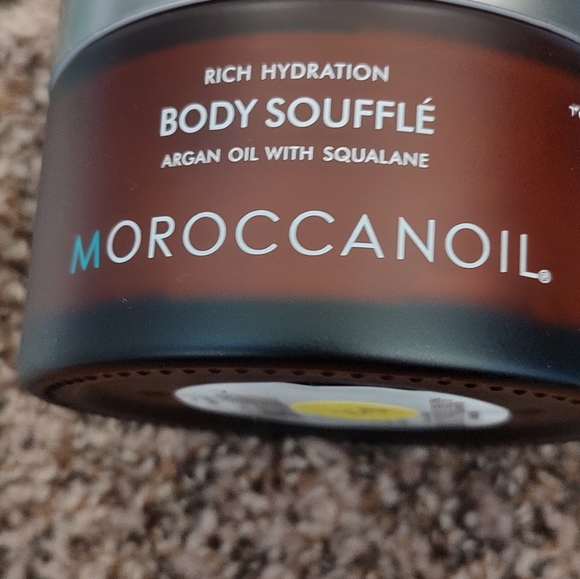 RICH HYDRATION
BODY SOUFFLÉ
ARGAN OIL WITH SQUALANE
MOROCCANOIL®